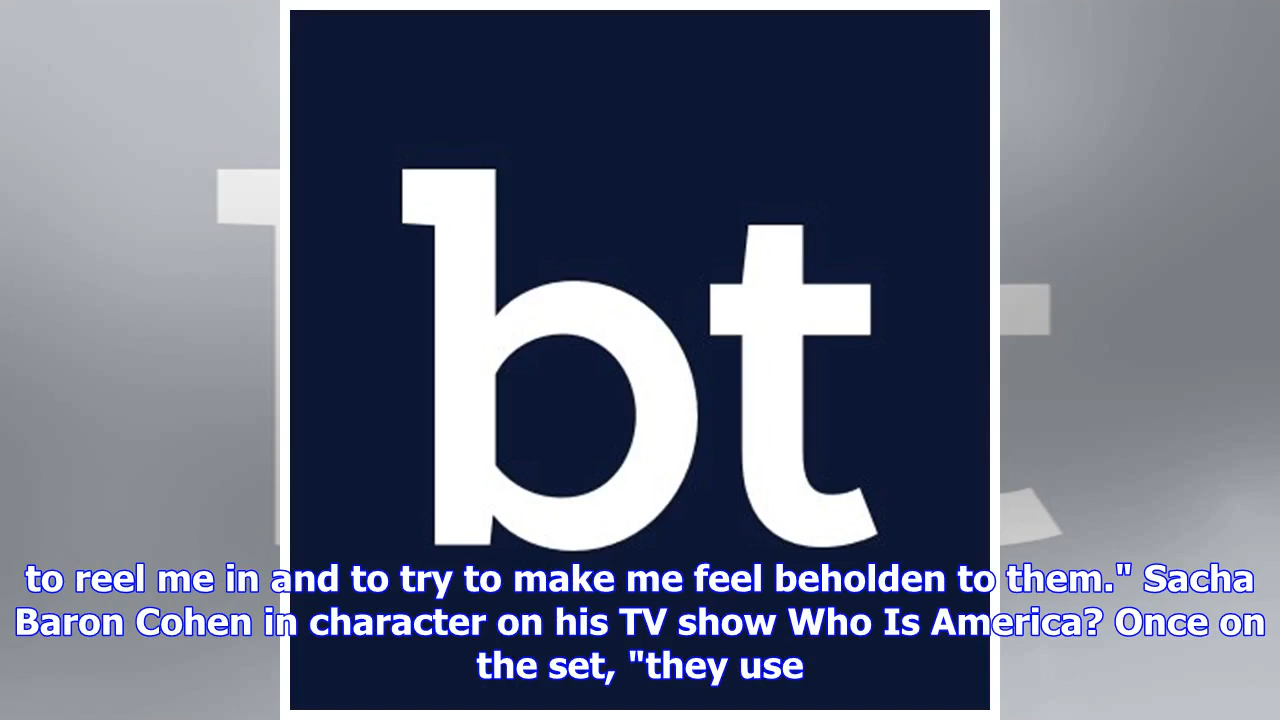 bt
to reel me in and to try to make me feel beholden to them." Sacha
Baron Cohen in character on his TV show Who Is America? Once on
the set, "they use